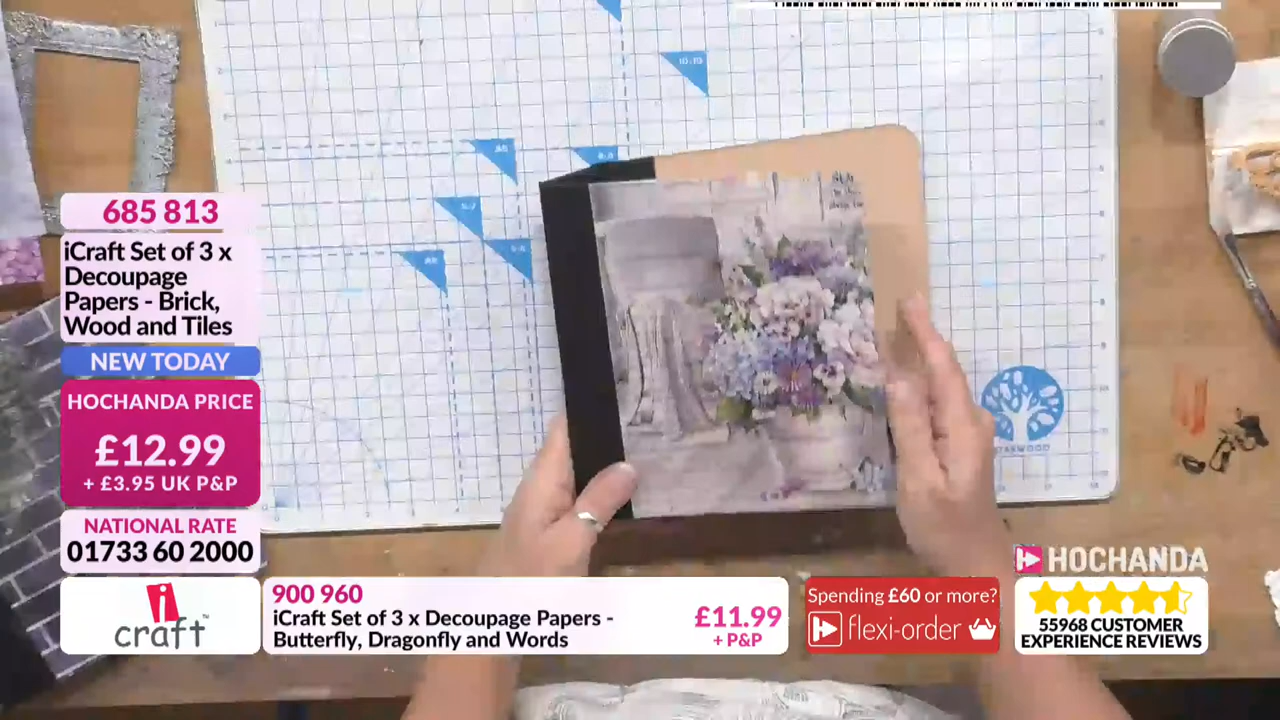 685 813
iCraft Set of 3 x
Decoupage
Papers - Brick,
Wood and Tiles
NEW TODAY
HOCHANDA PRICE
£12.99
+ £3.95 UK P&P
NATIONAL RATE
01733 60 2000
i
craft™
900 960
iCraft Set of 3 x Decoupage Papers -
Butterfly, Dragonfly and Words
£11.99
+ P&P
Spending £60 or more?
flexi-order
HOCHANDA
55968 CUSTOMER
EXPERIENCE REVIEWS